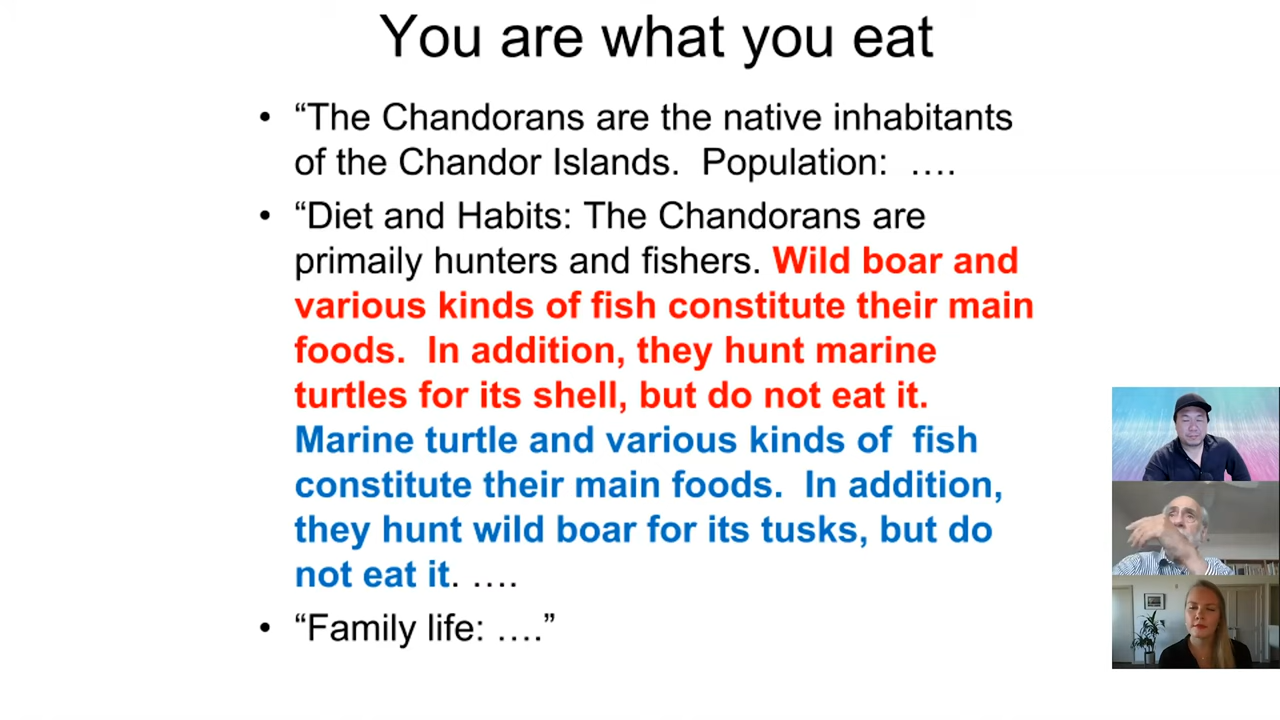 You are what you eat
• “The Chandorans are the native inhabitants
of the Chandor Islands.  Population:  ….
• “Diet and Habits: The Chandorans are
primaily hunters and fishers. Wild boar and
various kinds of fish constitute their main
foods.  In addition, they hunt marine
turtles for its shell, but do not eat it.
Marine turtle and various kinds of  fish
constitute their main foods.  In addition,
they hunt wild boar for its tusks, but do
not eat it. ….
• “Family life: ….”